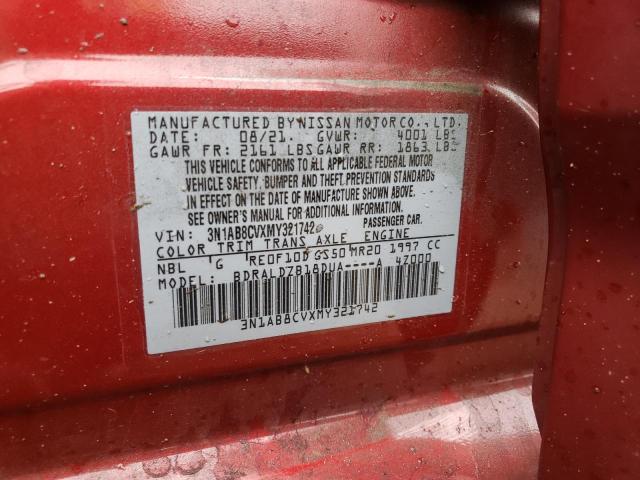 MANUFACTURED BY NISSAN MOTOR CO., LTD.
DATE: 08/21. GVWR: 4001 LBS
GAWR FR: 2161 LBS GAWR RR: 1863 LBS
THIS VEHICLE CONFORMS TO ALL APPLICABLE FEDERAL MOTOR
VEHICLE SAFETY, BUMPER AND THEFT PREVENTION STANDARDS
IN EFFECT ON THE DATE OF MANUFACTURE SHOWN ABOVE.
SEE OWNER'S MANUAL FOR ADDITIONAL INFORMATION.
VIN: 3N1AB8CVXMY321742 PASSENGER CAR.
COLOR TRIM TRANS AXLE ENGINE
NBL G RE0F10D GS50 MR20 1997 CC
MODEL: BDRALDZB18DUA----A 47000
3N1AB8CVXMY321742